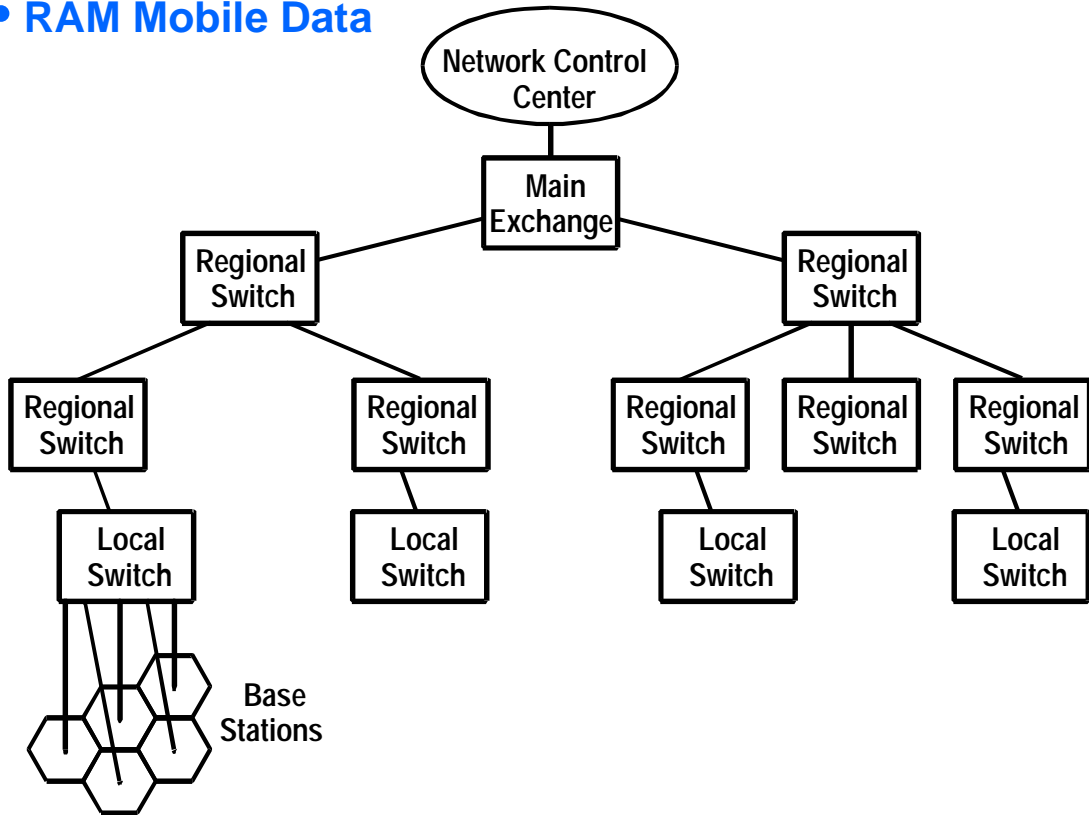 • RAM Mobile Data
Network Control
Center
Main
Exchange
Regional
Switch
Regional
Switch
Regional
Switch
Regional
Switch
Regional
Switch
Regional
Switch
Regional
Switch
Local
Switch
Local
Switch
Local
Switch
Local
Switch
Base
Stations